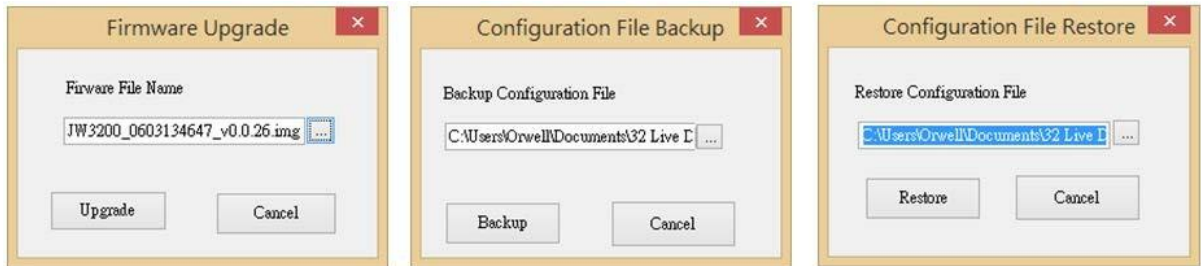 Firmware Upgrade
Firware File Name
JW3200_0603134647_v0.0.26.img ...
Upgrade Cancel
Configuration File Backup
Backup Configuration File
C:\Users\Orwell\Documents\32 Live D ...
Backup Cancel
Configuration File Restore
Restore Configuration File
C:\Users\Orwell\Documents\32 Live D ...
Restore Cancel